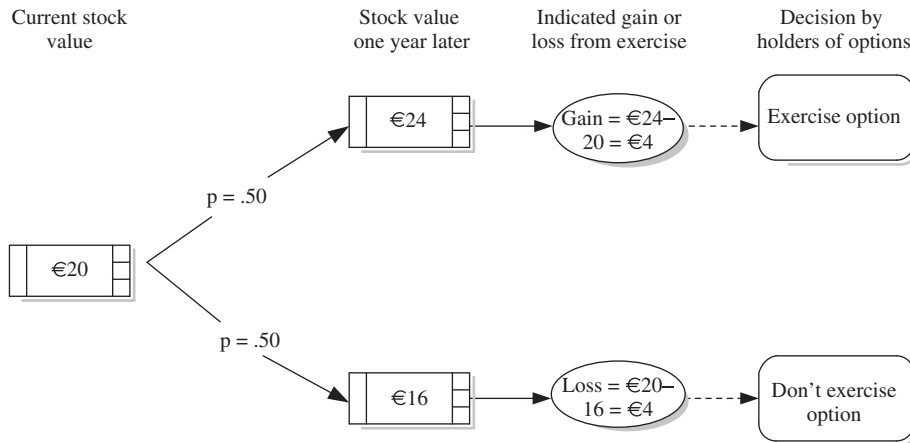 Current stock
value
Stock value
one year later
Indicated gain or
loss from exercise
Decision by
holders of options
€24
Gain = €24–
20 = €4
Exercise option
p = .50
€20
p = .50
€16
Loss = €20–
16 = €4
Don't exercise
option